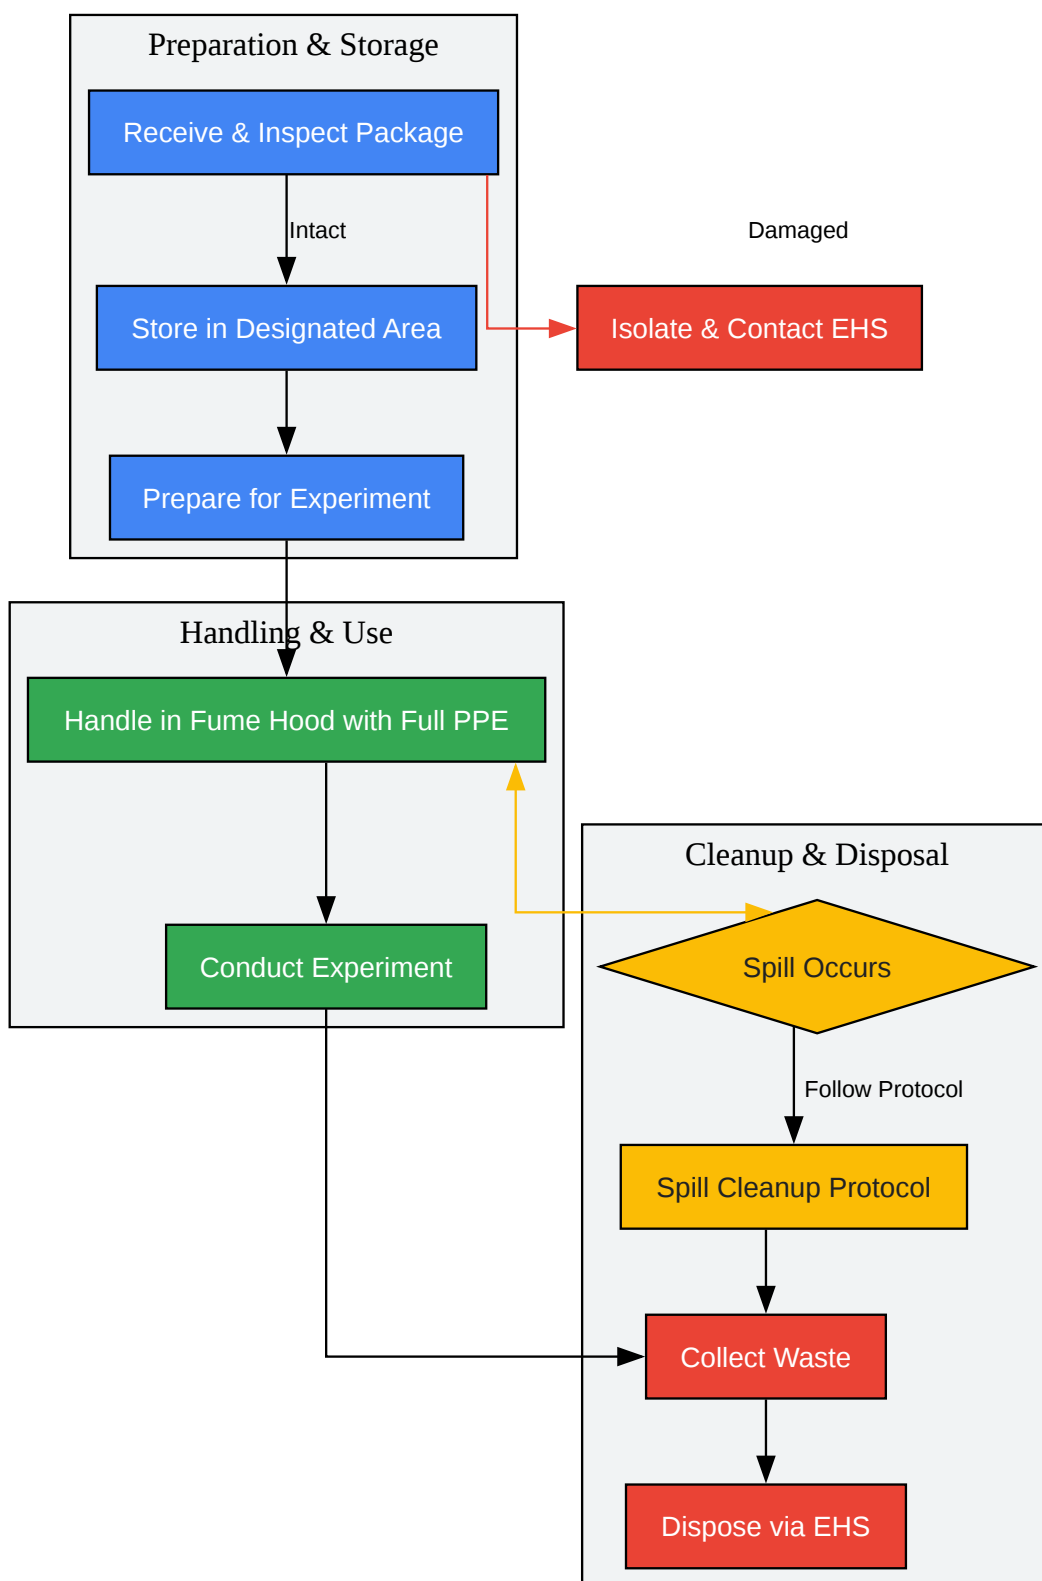 Preparation & Storage
Receive & Inspect Package
Intact
Damaged
Store in Designated Area
Isolate & Contact EHS
Prepare for Experiment
Handling & Use
Handle in Fume Hood with Full PPE
Cleanup & Disposal
Conduct Experiment
Spill Occurs
Follow Protocol
Spill Cleanup Protocol
Collect Waste
Dispose via EHS